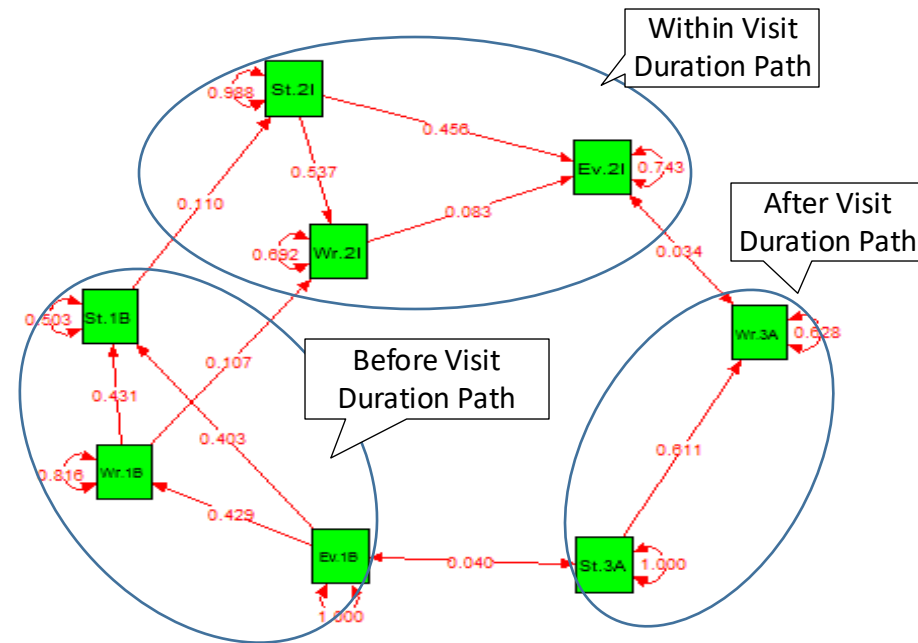 Within Visit
Duration Path
St.2I
0.988
0.456
0.537
Ev.2I
0.743
0.110
0.083
Wr.2I
0.692
After Visit
Duration Path
0.034
St.1B
0.503
Wr.3A
0.628
0.107
Before Visit
Duration Path
0.431
0.403
0.611
Wr.1B
0.816
0.429
Ev.1B
1.000
0.040
St.3A
1.000